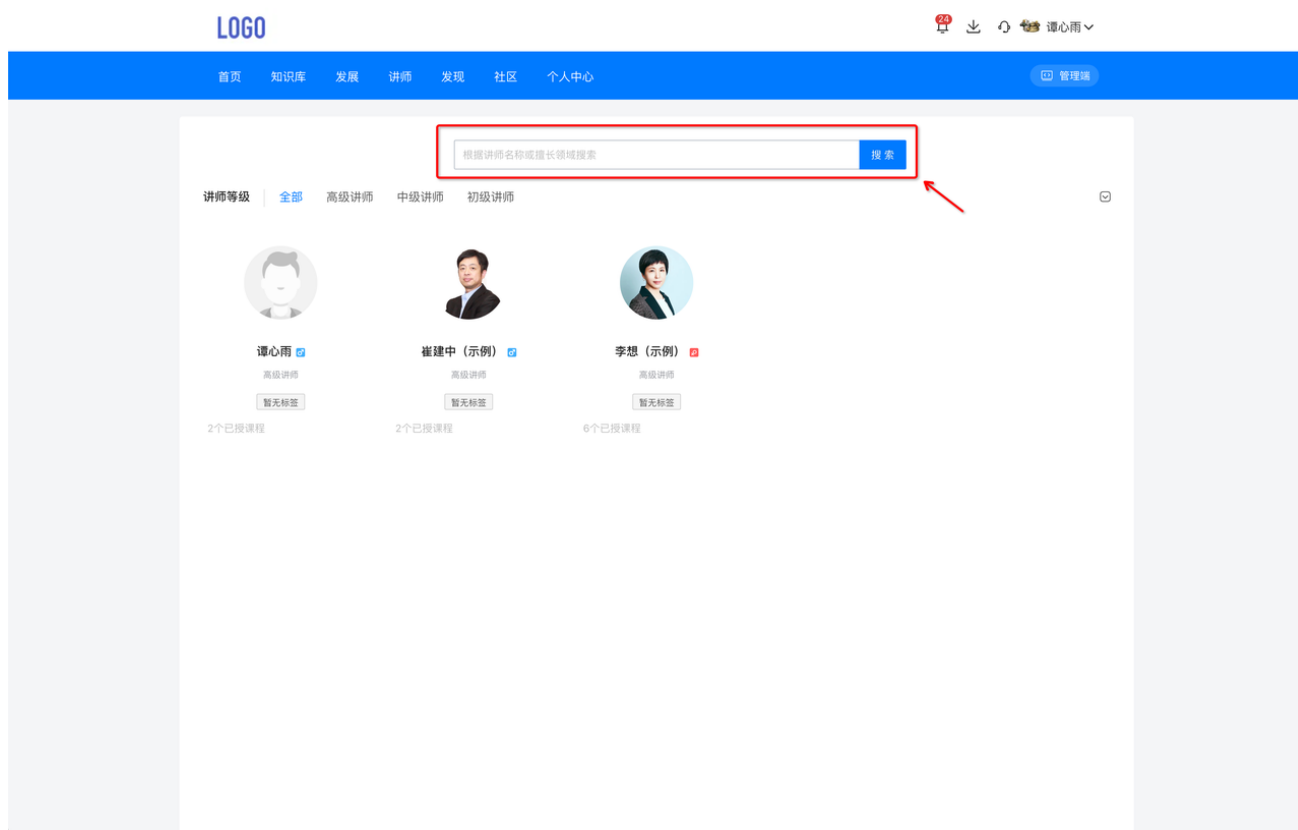 LOGO
24
谭心雨
首页 知识库 发展 讲师 发现 社区 个人中心 管理端
根据讲师名称或擅长领域搜索 搜 索
讲师等级 全部 高级讲师 中级讲师 初级讲师
谭心雨 崔建中（示例） 李想（示例）
高级讲师 高级讲师 高级讲师
暂无标签 暂无标签 暂无标签
2个已授课程 2个已授课程 6个已授课程